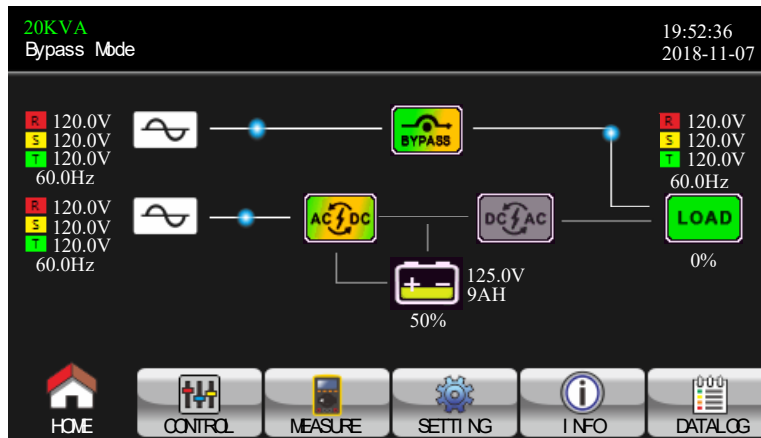 20KVA
Bypass Mode
19:52:36
2018-11-07
R 120.0V
S 120.0V
T 120.0V
60.0Hz
BYPASS
R 120.0V
S 120.0V
T 120.0V
60.0Hz
R 120.0V
S 120.0V
T 120.0V
60.0Hz
AC DC
DC AC
LOAD
0%
125.0V
9AH
50%
HOME
CONTROL
MEASURE
SETTING
INFO
DATALOG